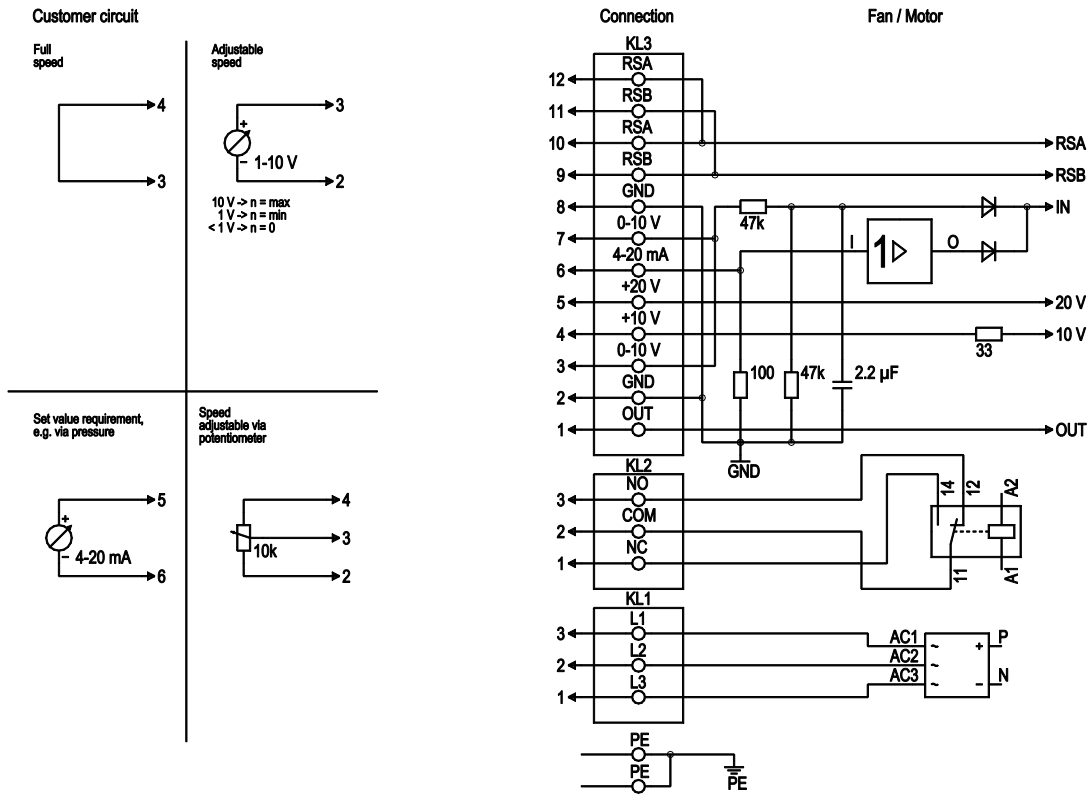 Customer circuit
Connection
Fan / Motor
Full
speed
4
3
Adjustable
speed
3
+
1-10 V
−
2
10 V -> n = max
1 V -> n = min
< 1 V -> n = 0
Set value requirement,
e.g. via pressure
5
+
4-20 mA
−
6
Speed
adjustable via
potentiometer
4
3
10k
2
KL3
RSA
12
RSB
11
RSA
10
RSA
RSB
9
RSB
GND
8
47k
IN
0-10 V
7
I
1
O
4-20 mA
6
+20 V
5
20 V
+10 V
4
33
10 V
0-10 V
3
100
47k
2.2 µF
GND
2
OUT
1
OUT
GND
KL2
NO
3
COM
2
NC
1
14
12
A2
11
A1
KL1
L1
3
L2
2
L3
1
AC1
~
+
P
AC2
~
AC3
~
−
N
PE
PE
PE